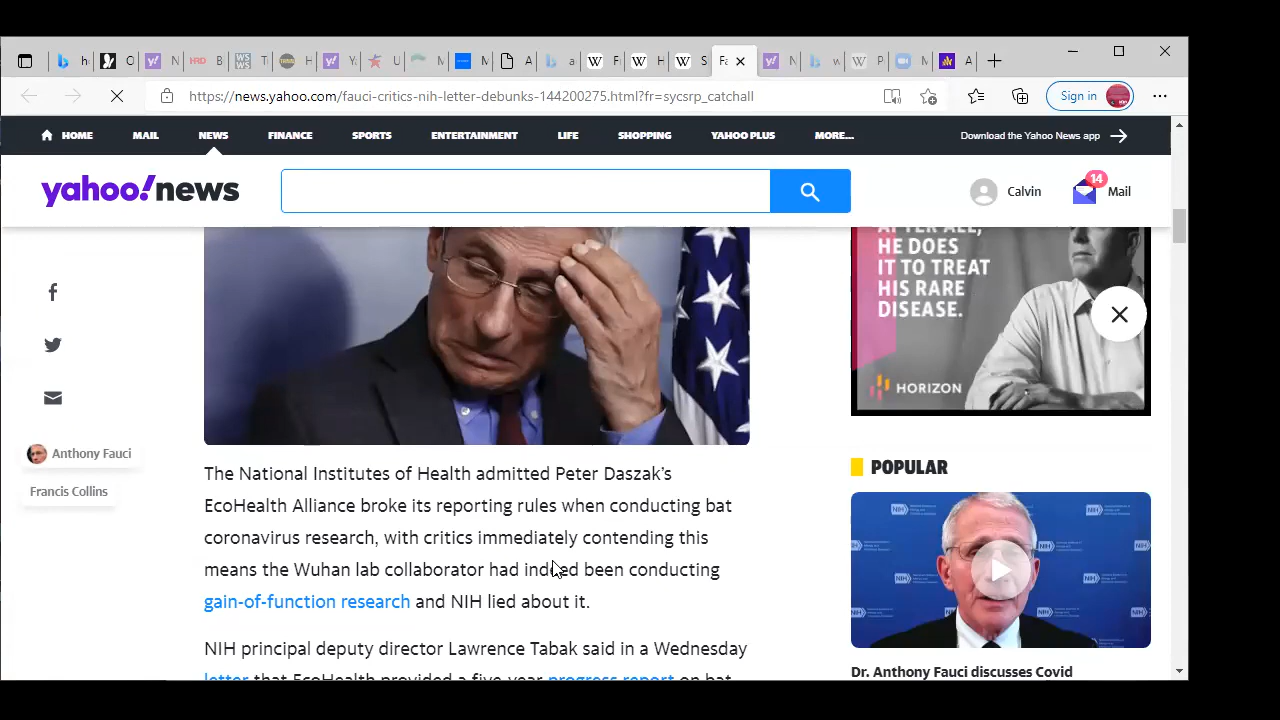 h
O
N
HRD B
WS WS T
H
Y
U
M
M
A
a
W F
W H
W S
Fa
N
w
W P
M
A
https://news.yahoo.com/fauci-critics-nih-letter-debunks-144200275.html?fr=sycsrp_catchall
Sign in
HOME MAIL NEWS FINANCE SPORTS ENTERTAINMENT LIFE SHOPPING YAHOO PLUS MORE...
Download the Yahoo News app
yahoo!news
Calvin
14
Mail
AFTER ALL,
HE DOES
IT TO TREAT
HIS RARE
DISEASE.
HORIZON
Anthony Fauci
Francis Collins
The National Institutes of Health admitted Peter Daszak's
EcoHealth Alliance broke its reporting rules when conducting bat
coronavirus research, with critics immediately contending this
means the Wuhan lab collaborator had indeed been conducting
gain-of-function research and NIH lied about it.
NIH principal deputy director Lawrence Tabak said in a Wednesday
letter that EcoHealth provided a five-year progress report on bat
POPULAR
NIH
Dr. Anthony Fauci discusses Covid